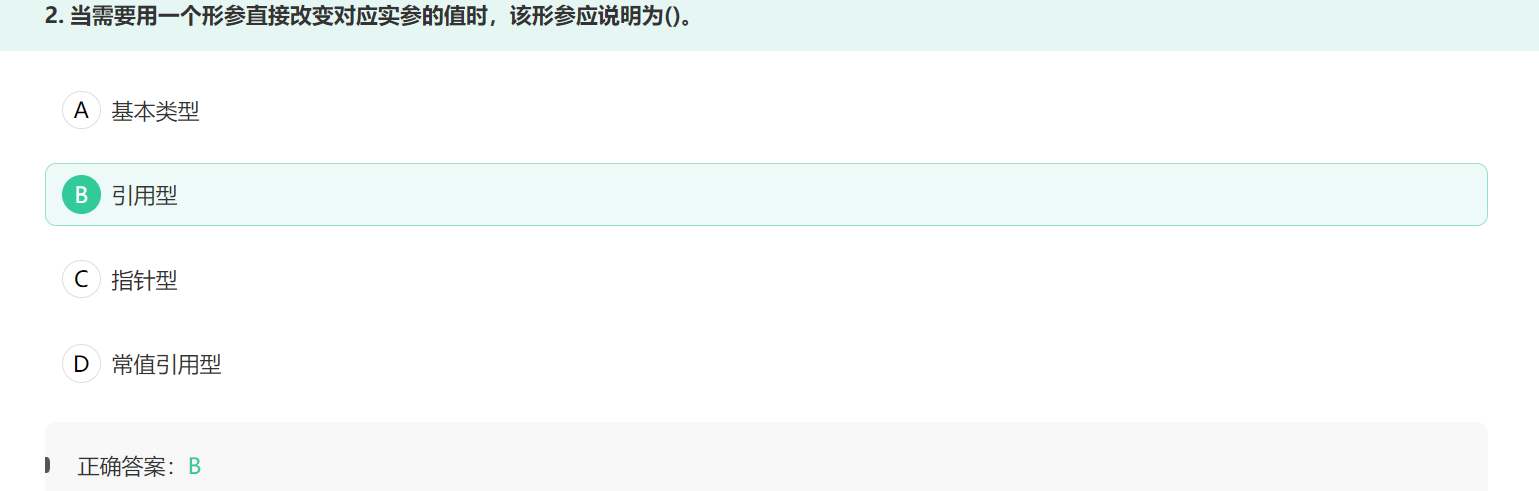 2. 当需要用一个形参直接改变对应实参的值时，该形参应说明为()。
A 基本类型
B 引用型
C 指针型
D 常值引用型
正确答案：B